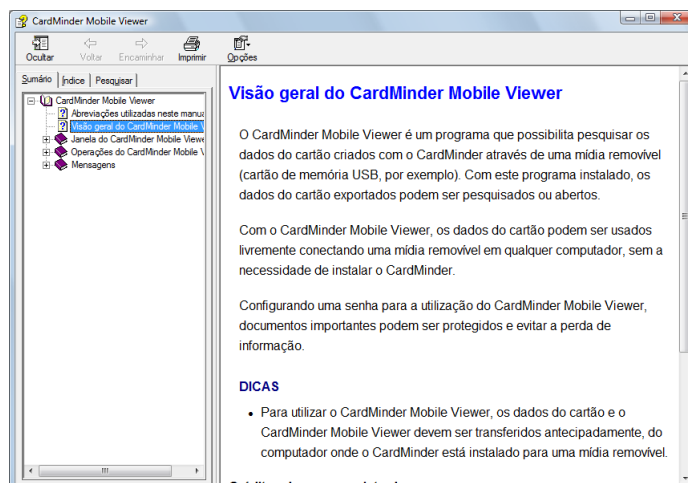 CardMinder Mobile Viewer
Ocultar Voltar Encaminhar Imprimir Opções
Sumário Índice Pesquisar
CardMinder Mobile Viewer
Abreviações utilizadas neste manua
Visão geral do CardMinder Mobile V
Janela do CardMinder Mobile Viewe
Operações do CardMinder Mobile V
Mensagens
Visão geral do CardMinder Mobile Viewer
O CardMinder Mobile Viewer é um programa que possibilita pesquisar os
dados do cartão criados com o CardMinder através de uma mídia removível
(cartão de memória USB, por exemplo). Com este programa instalado, os
dados do cartão exportados podem ser pesquisados ou abertos.
Com o CardMinder Mobile Viewer, os dados do cartão podem ser usados
livremente conectando uma mídia removível em qualquer computador, sem a
necessidade de instalar o CardMinder.
Configurando uma senha para a utilização do CardMinder Mobile Viewer,
documentos importantes podem ser protegidos e evitar a perda de
informação.
DICAS
• Para utilizar o CardMinder Mobile Viewer, os dados do cartão e o
CardMinder Mobile Viewer devem ser transferidos antecipadamente, do
computador onde o CardMinder está instalado para uma mídia removível.